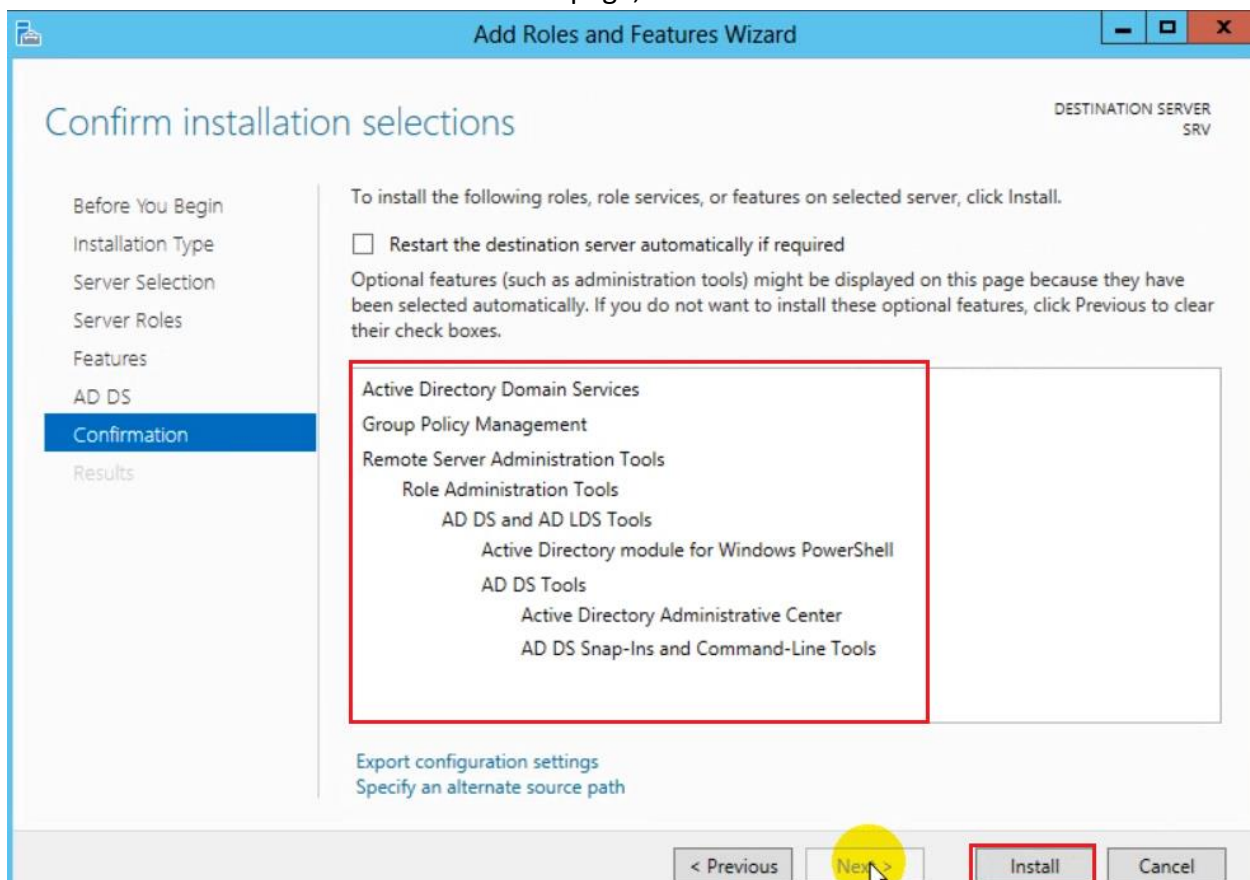 page,
Add Roles and Features Wizard
Confirm installation selections
DESTINATION SERVER
SRV
Before You Begin
Installation Type
Server Selection
Server Roles
Features
AD DS
Confirmation
Results
To install the following roles, role services, or features on selected server, click Install.
Restart the destination server automatically if required
Optional features (such as administration tools) might be displayed on this page because they have
been selected automatically. If you do not want to install these optional features, click Previous to clear
their check boxes.
Active Directory Domain Services
Group Policy Management
Remote Server Administration Tools
Role Administration Tools
AD DS and AD LDS Tools
Active Directory module for Windows PowerShell
AD DS Tools
Active Directory Administrative Center
AD DS Snap-Ins and Command-Line Tools
Export configuration settings
Specify an alternate source path
< Previous
Next >
Install
Cancel